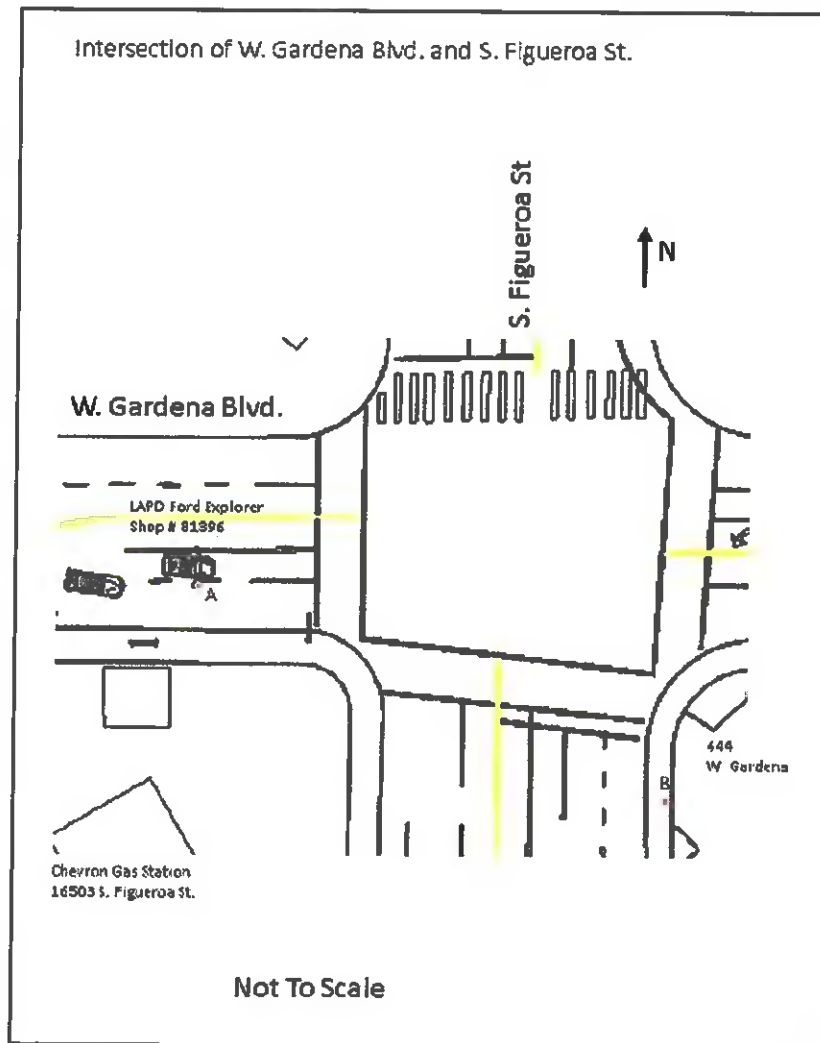 Intersection of W. Gardena Blvd. and S. Figueroa St.
S. Figueroa St
N
W. Gardena Blvd.
LAPD Ford Explorer
Shop # 81896
A
444
W Gardena
B
Chevron Gas Station
16503 S. Figueroa St.
Not To Scale